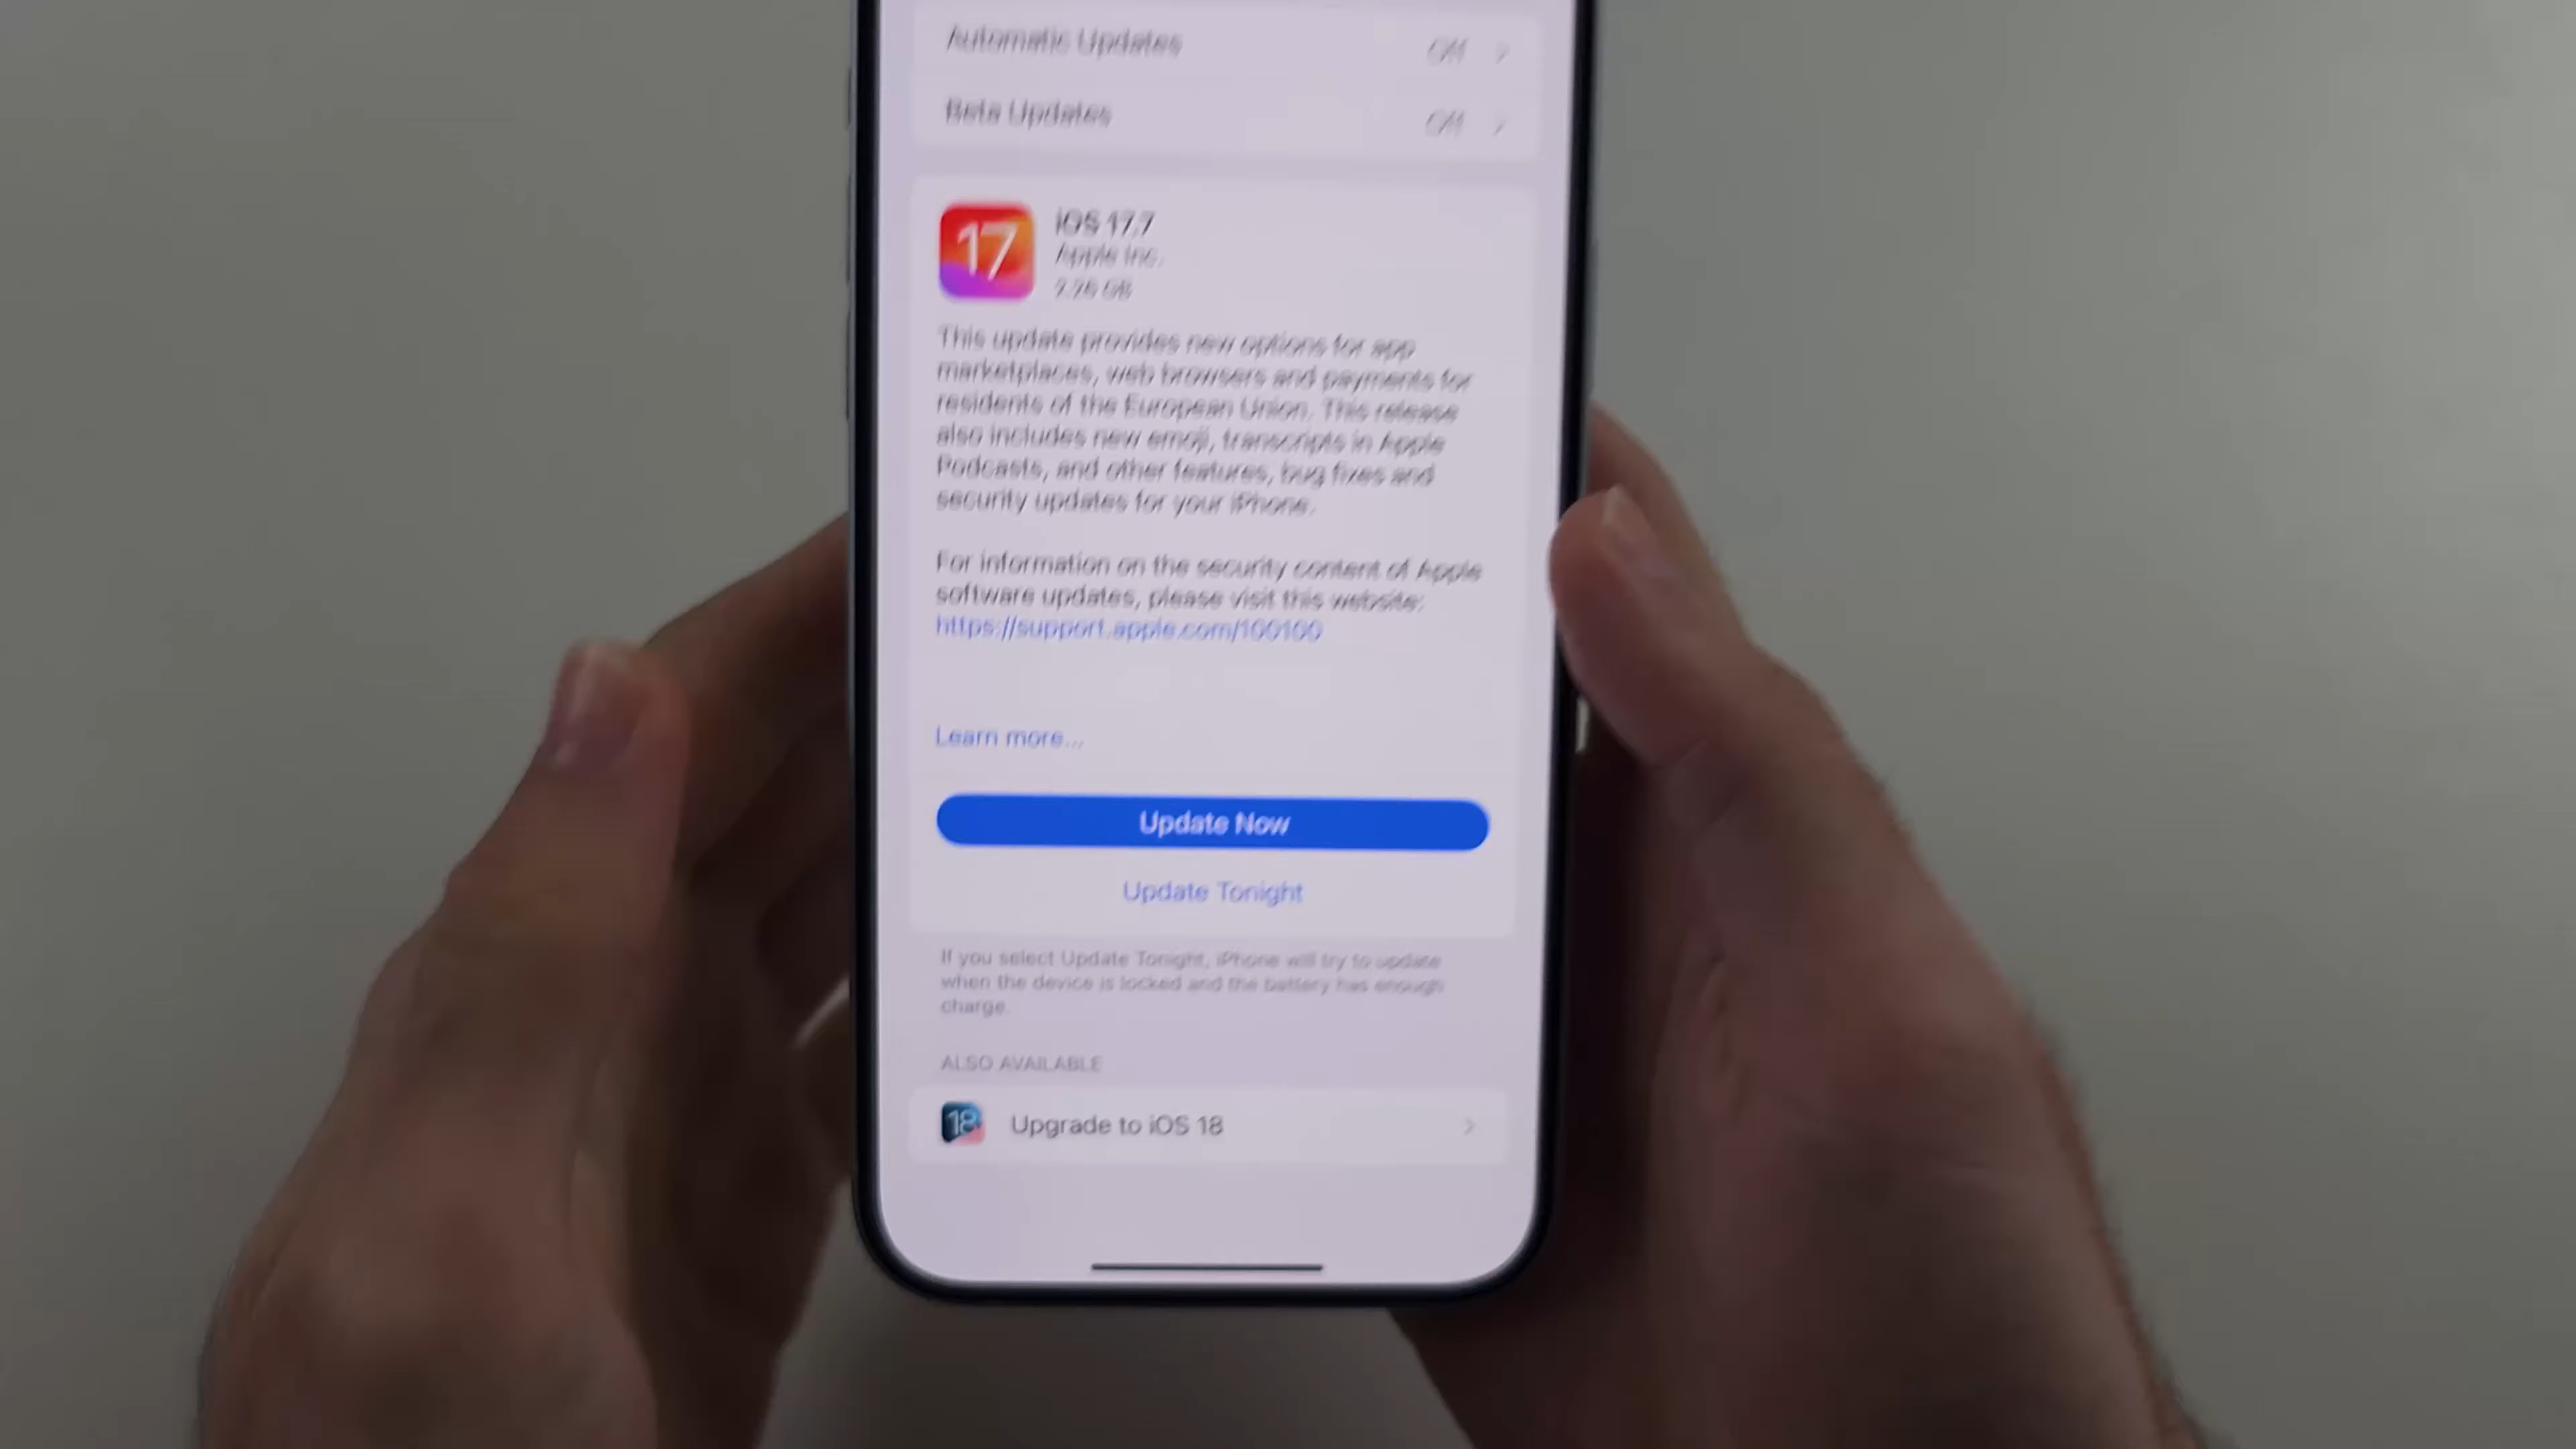 Automatic Updates Off
Beta Updates Off
17
iOS 17.7
Apple Inc.
GB
This update provides new options for app
marketplaces, web browsers and payments for
residents of the European Union. This release
also includes new emoji, transcripts in Apple
Podcasts, and other features, bug fixes and
security updates for your iPhone.
For information on the security content of Apple
software updates, please visit this website:
https://support.apple.com/100100
Learn more...
Update Now
Update Tonight
If you select Update Tonight, iPhone will try to update
when the device is locked and the battery has enough
charge.
ALSO AVAILABLE
18 Upgrade to iOS 18